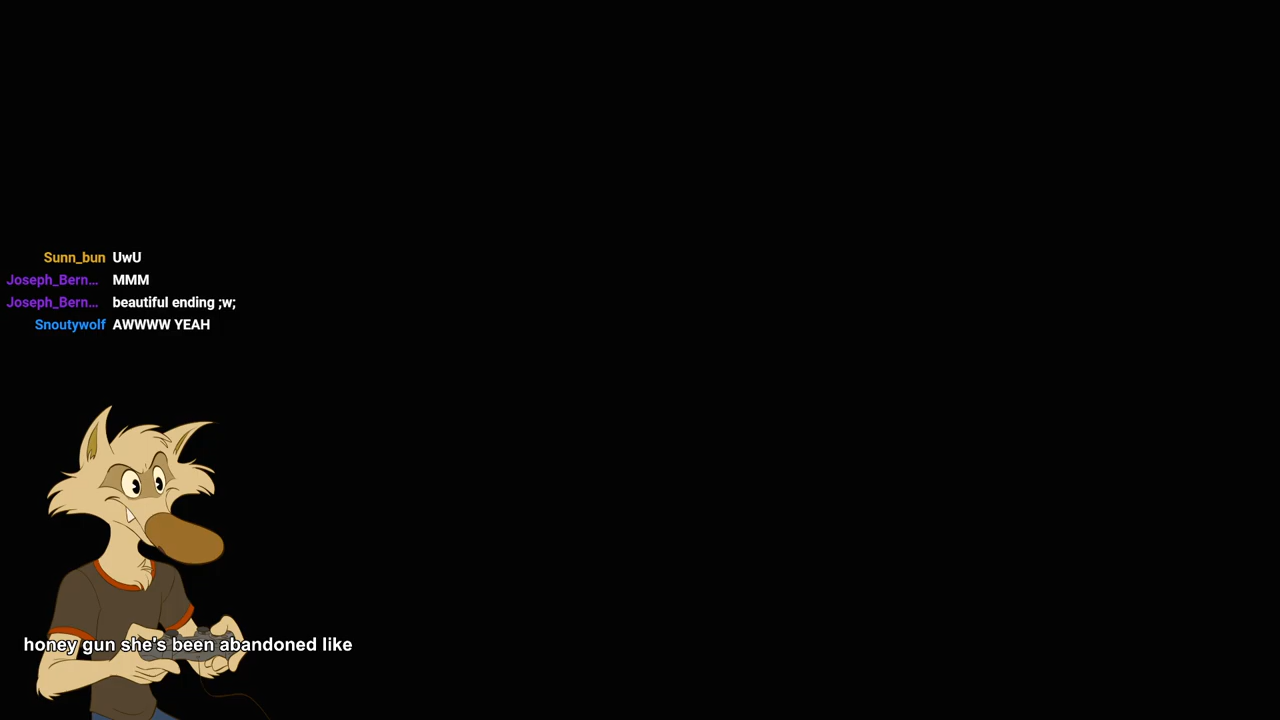 Sunn_bun UwU
Joseph_Bern... MMM
Joseph_Bern... beautiful ending ;w;
Snoutywolf AWWWW YEAH
honey gun she's been abandoned like